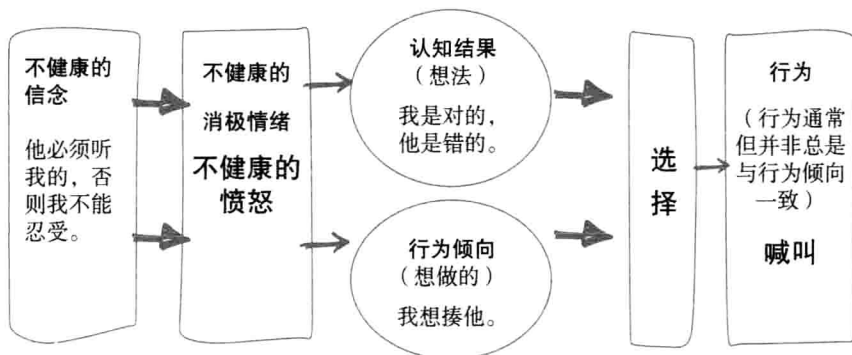 不健康的
信念
他必须听
我的，否
则我不能
忍受。
不健康的
消极情绪
不健康的
愤怒
认知结果
（想法）
我是对的，
他是错的。
行为倾向
（想做的）
我想揍他。
选
择
行为
（行为通常
但并非总是
与行为倾向
一致）
喊叫